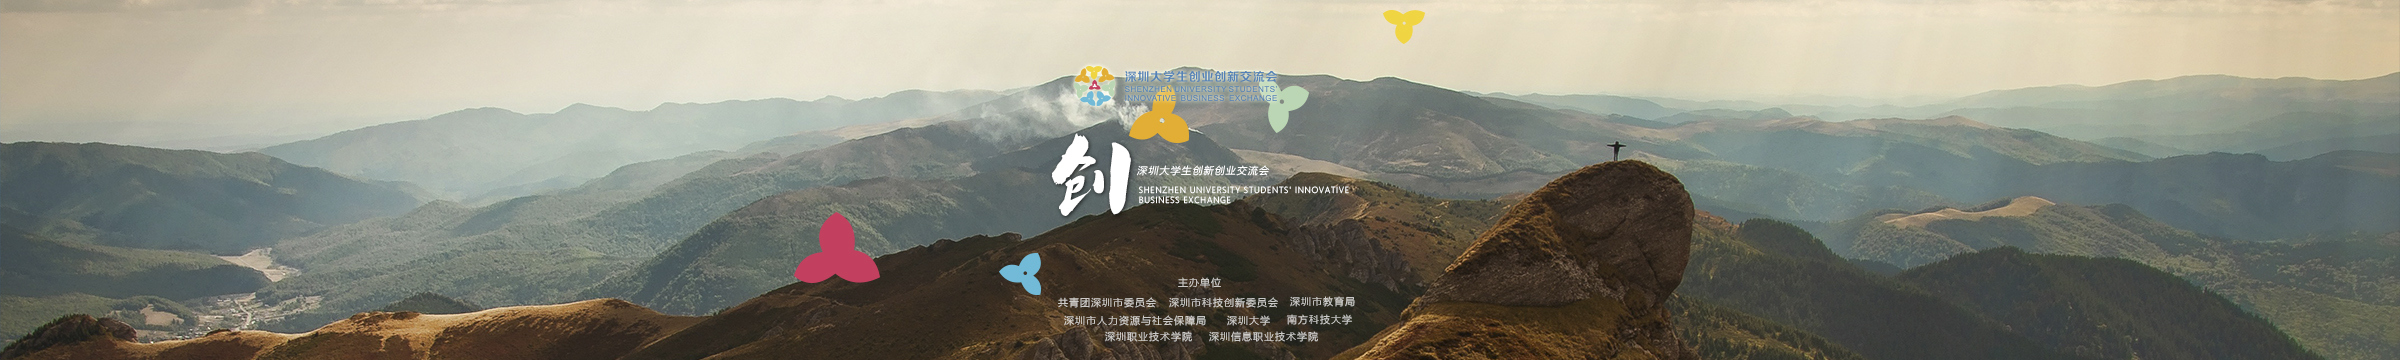 深圳大学生创业创新交流会
SHENZHEN UNIVERSITY STUDENTS'
INNOVATIVE BUSINESS EXCHANGE
创
深圳大学生创新创业交流会
SHENZHEN UNIVERSITY STUDENTS' INNOVATIVE
BUSINESS EXCHANGE
主办单位
共青团深圳市委员会 深圳市科技创新委员会 深圳市教育局
深圳市人力资源与社会保障局 深圳大学 南方科技大学
深圳职业技术学院 深圳信息职业技术学院